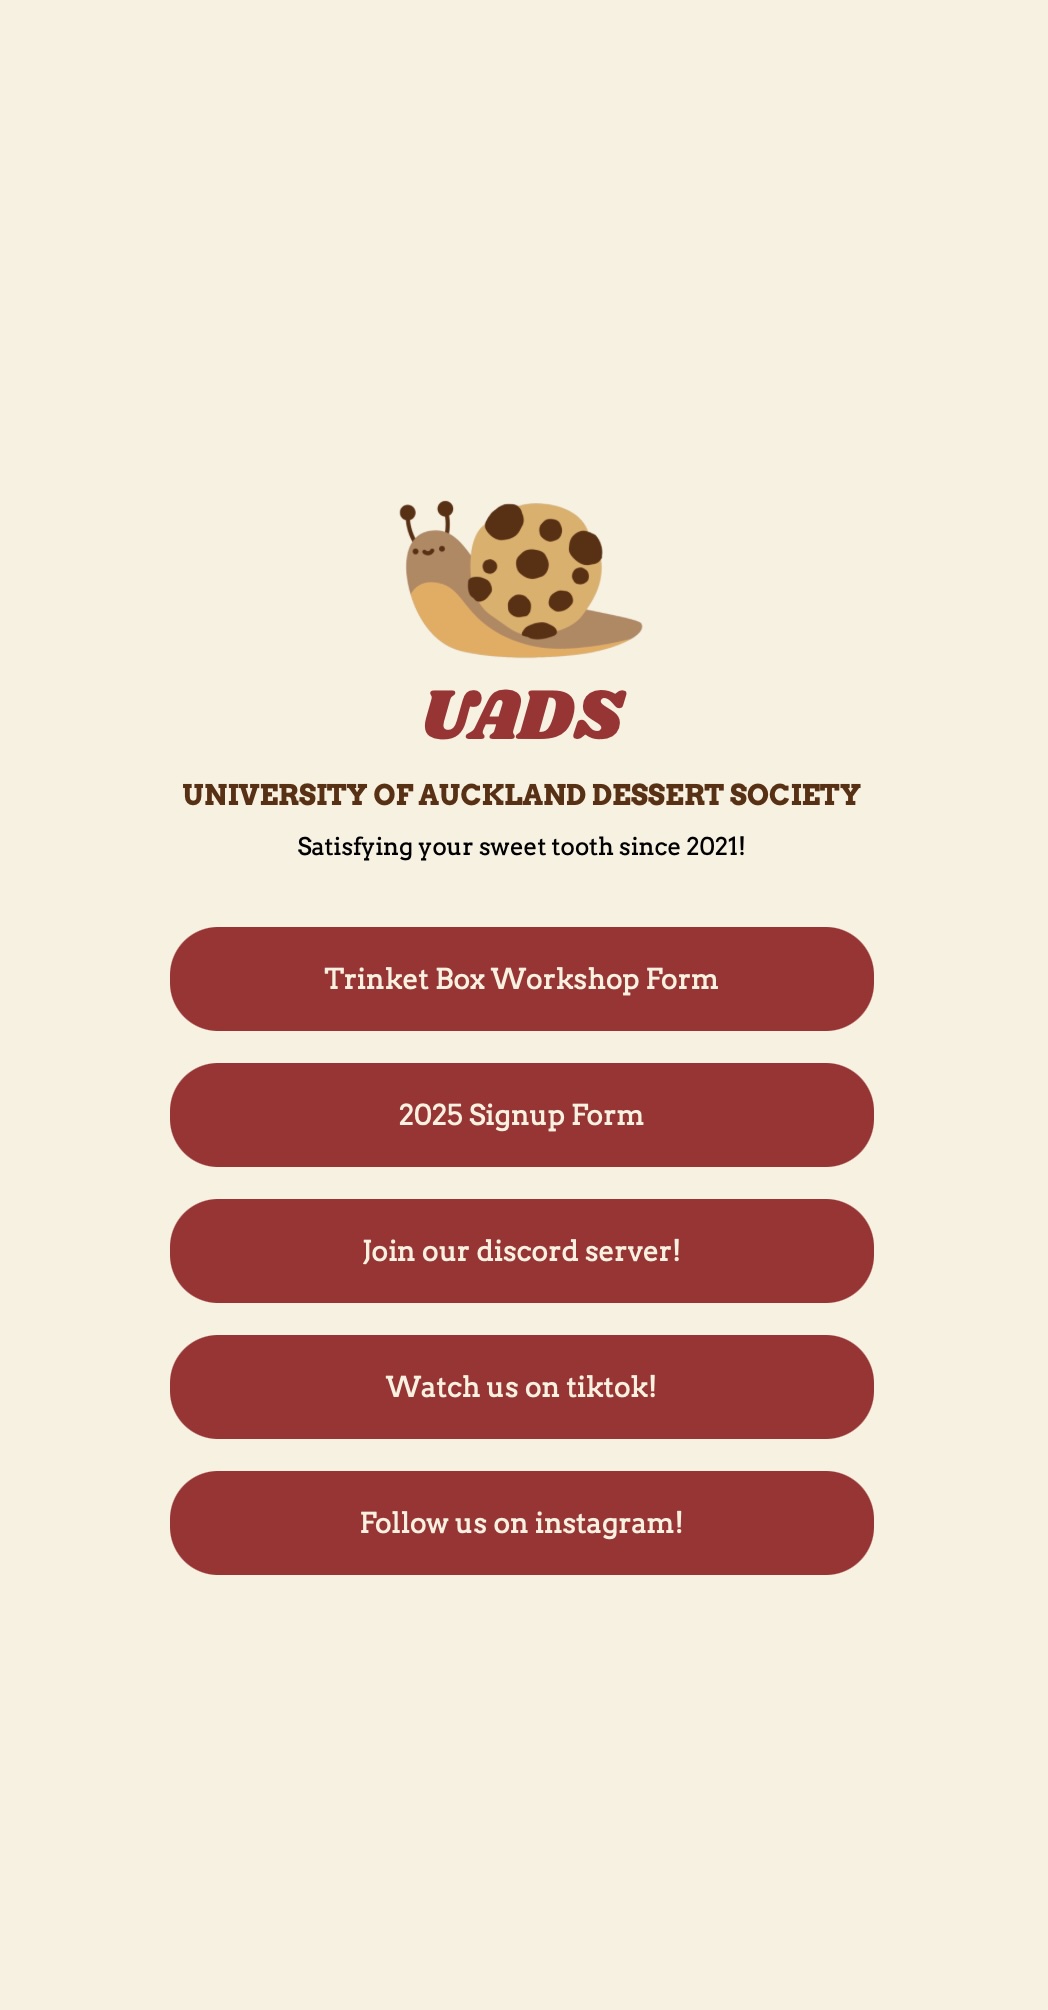 UADS
UNIVERSITY OF AUCKLAND DESSERT SOCIETY
Satisfying your sweet tooth since 2021!
Trinket Box Workshop Form
2025 Signup Form
Join our discord server!
Watch us on tiktok!
Follow us on instagram!